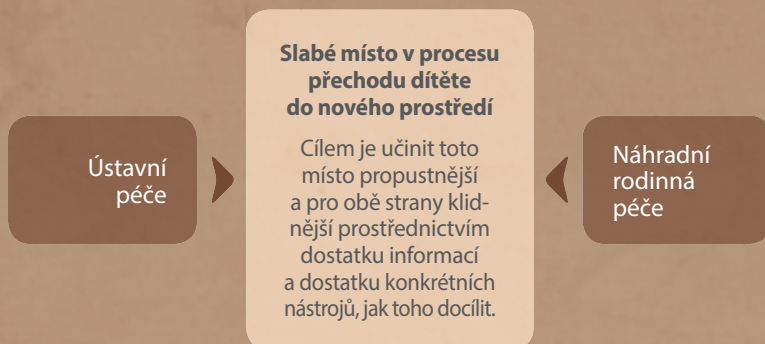 Ústavní
péče
Slabé místo v procesu
přechodu dítěte
do nového prostředí
Cílem je učinit toto
místo propustnější
a pro obě strany klid-
nější prostřednictvím
dostatku informací
a dostatku konkrétních
nástrojů, jak toho docílit.
Náhradní
rodinná
péče